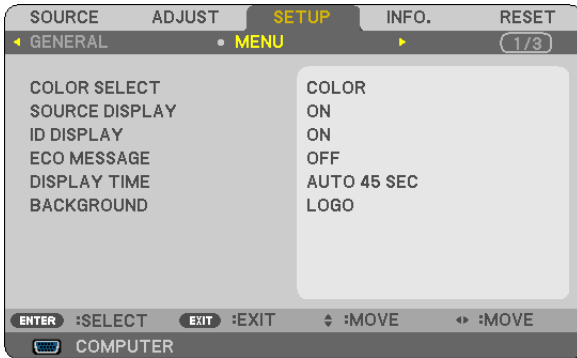 SOURCE ADJUST SETUP INFO. RESET
GENERAL • MENU 1/3
COLOR SELECT COLOR
SOURCE DISPLAY ON
ID DISPLAY ON
ECO MESSAGE OFF
DISPLAY TIME AUTO 45 SEC
BACKGROUND LOGO
ENTER :SELECT EXIT :EXIT :MOVE :MOVE
COMPUTER